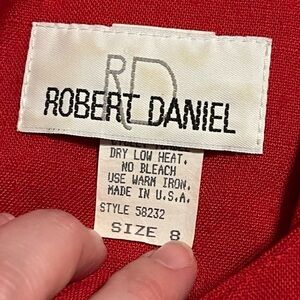 RD
ROBERT DANIEL
DRY LOW HEAT.
NO BLEACH
USE WARM IRON.
MADE IN U.S.A.
STYLE 58232
SIZE 8